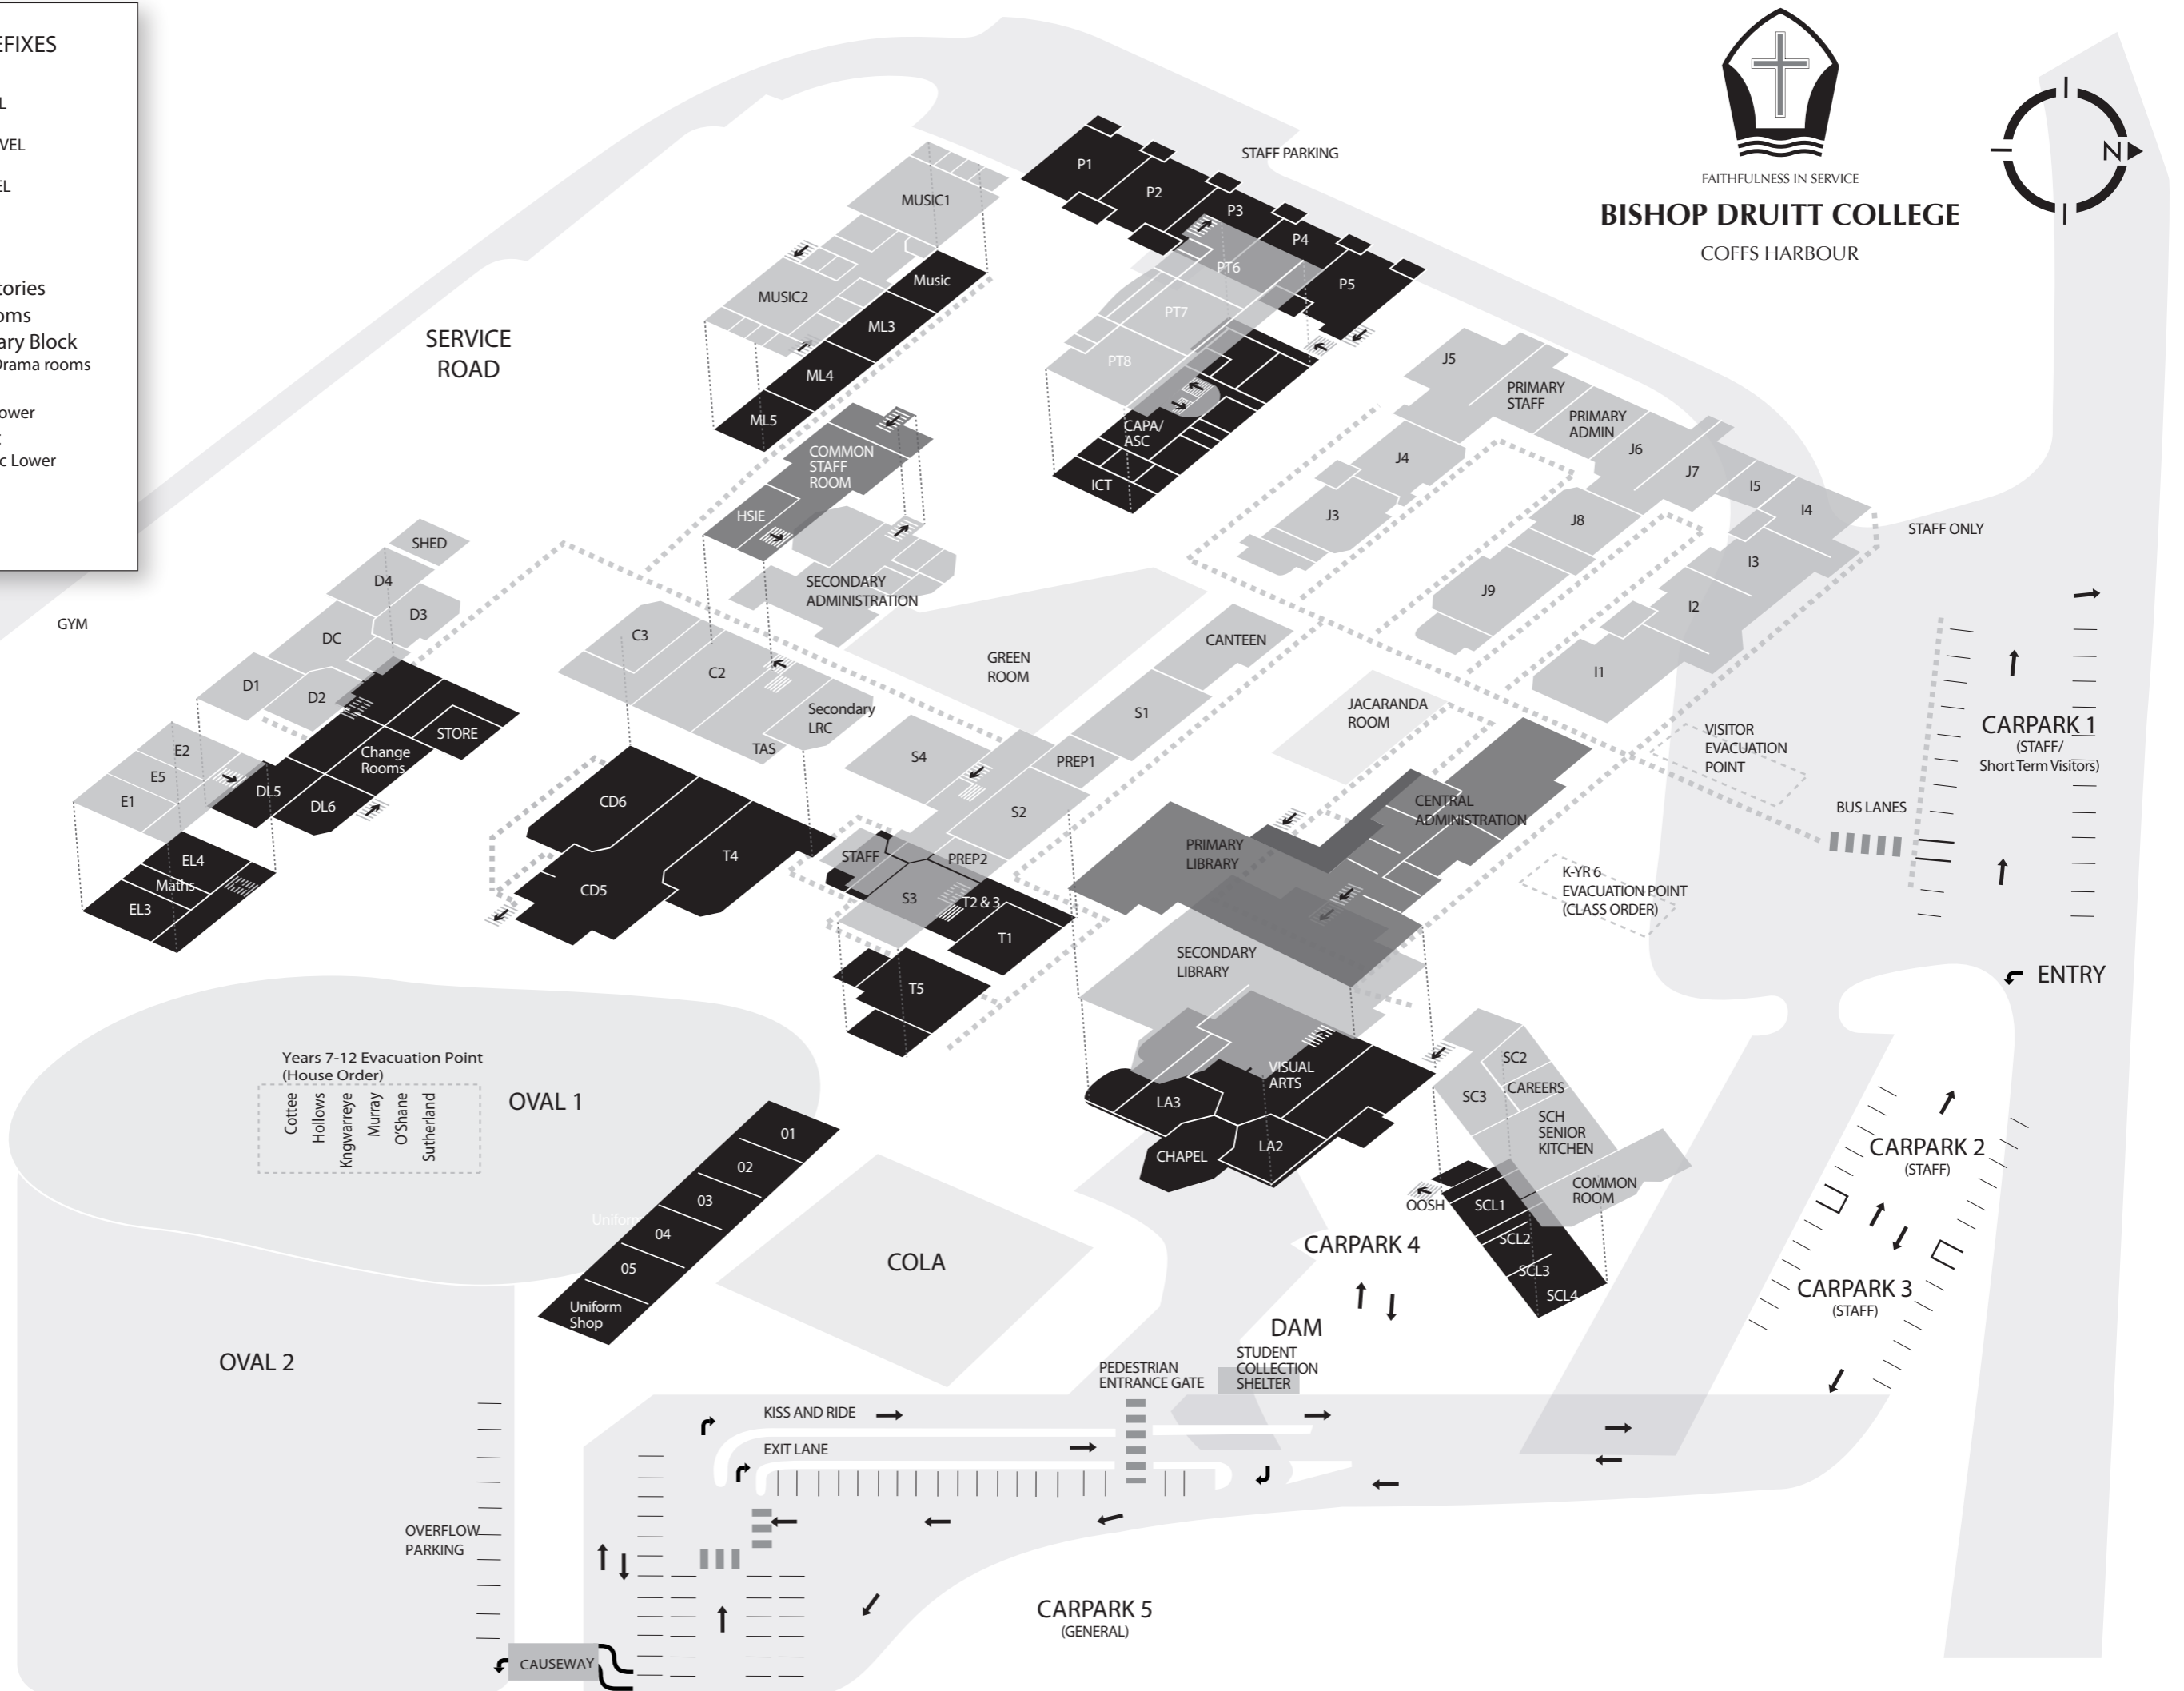 EFIXES
L
VEL
EL
tories
oms
ary Block
Drama rooms
ower
c Lower
FAITHFULNESS IN SERVICE
BISHOP DRUITT COLLEGE
COFFS HARBOUR
N
STAFF PARKING
P1
P2
P3
P4
P5
MUSIC1
MUSIC2
Music
ML3
ML4
ML5
PT6
PT7
PT8
CAPA/
ASC
ICT
SERVICE
ROAD
J5
PRIMARY
STAFF
PRIMARY
ADMIN
J6
J7
J4
J3
I5
I4
J8
I3
J9
I2
I1
STAFF ONLY
COMMON
STAFF
ROOM
HSIE
SECONDARY
ADMINISTRATION
SHED
D4
D3
DC
D1
D2
GYM
C3
C2
Secondary
LRC
TAS
GREEN
ROOM
CANTEEN
S1
PREP1
S4
S2
JACARANDA
ROOM
VISITOR
EVACUATION
POINT
CARPARK 1
(STAFF/
Short Term Visitors)
BUS LANES
STORE
Change
Rooms
DL5
DL6
E2
E5
E1
EL4
Maths
EL3
CD6
CD5
T4
STAFF
PREP2
S3
T2 & 3
T1
T5
CENTRAL
ADMINISTRATION
PRIMARY
LIBRARY
SECONDARY
LIBRARY
K-YR 6
EVACUATION POINT
(CLASS ORDER)
ENTRY
VISUAL
ARTS
LA3
CHAPEL
LA2
SC2
CAREERS
SC3
SCH
SENIOR
KITCHEN
COMMON
ROOM
OOSH
SCL1
SCL2
SCL3
SCL4
CARPARK 2
(STAFF)
CARPARK 3
(STAFF)
CARPARK 4
Years 7-12 Evacuation Point
(House Order)
Cottee
Hollows
Kngwarreye
Murray
O'Shane
Sutherland
OVAL 1
01
02
03
Uniform
04
05
Uniform
Shop
COLA
OVAL 2
DAM
STUDENT
COLLECTION
SHELTER
PEDESTRIAN
ENTRANCE GATE
KISS AND RIDE
EXIT LANE
OVERFLOW
PARKING
CARPARK 5
(GENERAL)
CAUSEWAY